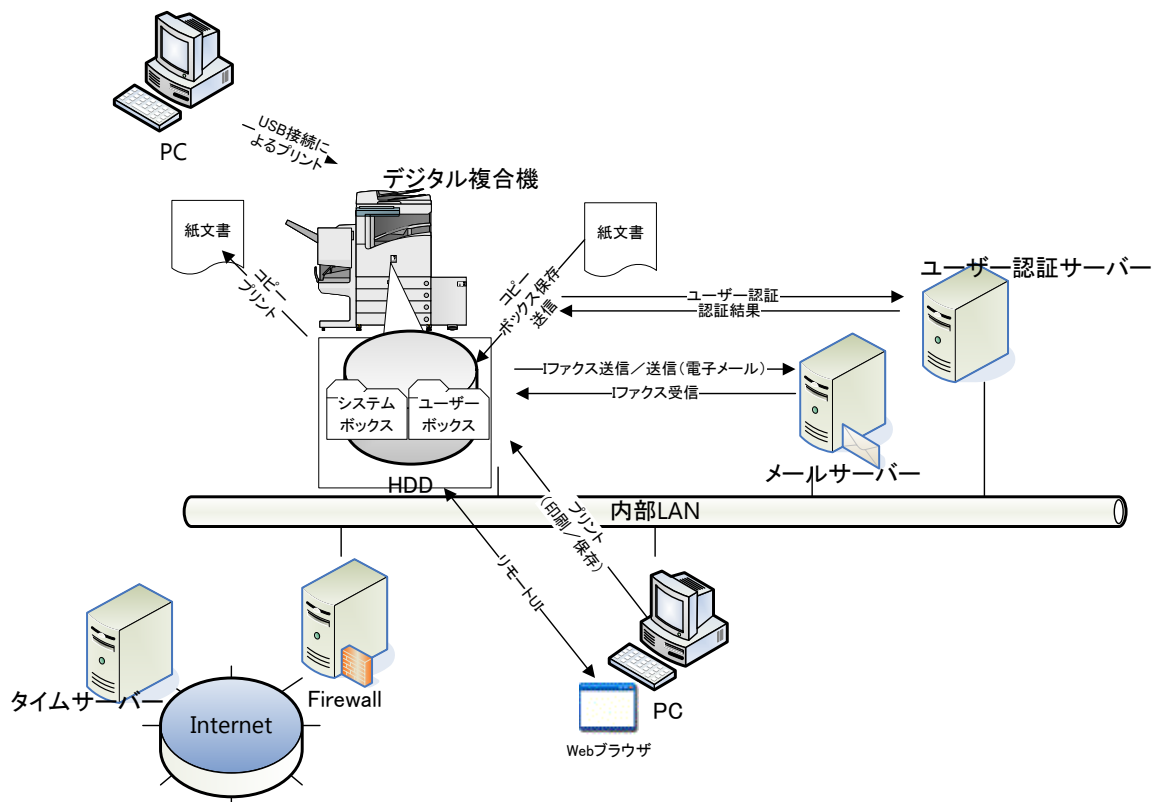 PC
USB接続に
よるプリント
デジタル複合機
紙文書
紙文書
コピー
プリント
コピー
ボックス保存
送信
ユーザー認証サーバー
ユーザー認証
認証結果
Iファクス送信／送信（電子メール）
Iファクス受信
システム
ボックス
ユーザー
ボックス
HDD
メールサーバー
内部LAN
プリント
（印刷／保存）
リモートUI
タイムサーバー
Internet
Firewall
PC
Webブラウザ